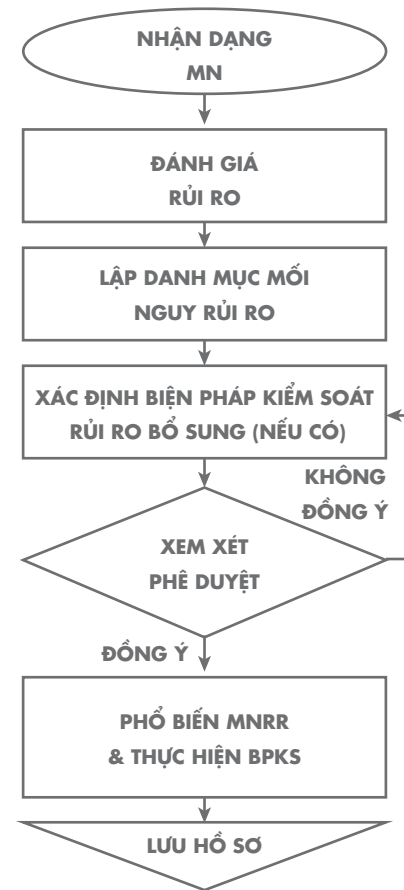 NHẬN DẠNG
MN
ĐÁNH GIÁ
RỦI RO
LẬP DANH MỤC MỐI
NGUY RỦI RO
XÁC ĐỊNH BIỆN PHÁP KIỂM SOÁT
RỦI RO BỔ SUNG (NẾU CÓ)
KHÔNG
ĐỒNG Ý
XEM XÉT
PHÊ DUYỆT
ĐỒNG Ý
PHỔ BIẾN MNRR
& THỰC HIỆN BPKS
LƯU HỒ SƠ